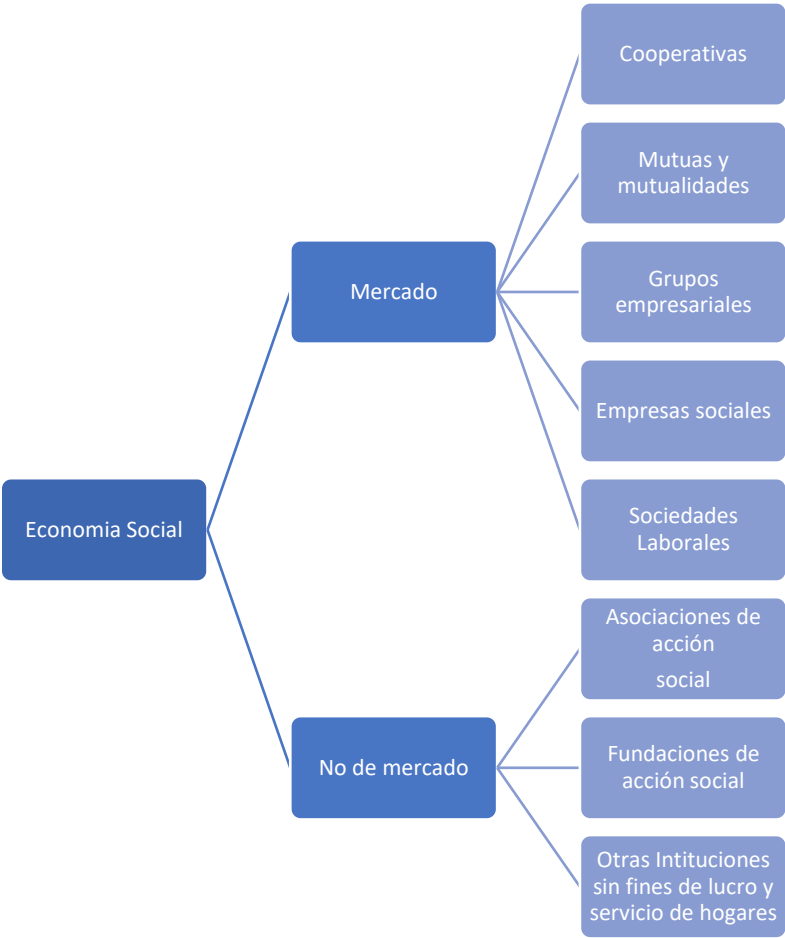 Cooperativas
Mutuas y
mutualidades
Mercado
Grupos
empresariales
Empresas sociales
Economia Social
Sociedades
Laborales
Asociaciones de
acción
social
No de mercado
Fundaciones de
acción social
Otras Intituciones
sin fines de lucro y
servicio de hogares